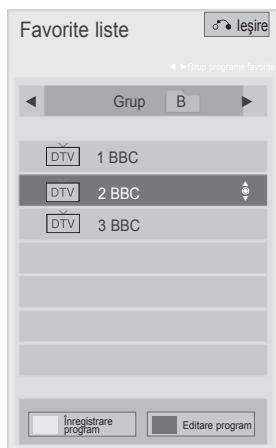 Favorite liste
Ieşire
◄ ►Grup programe favorite
◄ Grup B ►
DTV 1 BBC
DTV 2 BBC
DTV 3 BBC
Înregistrare
program
Editare program